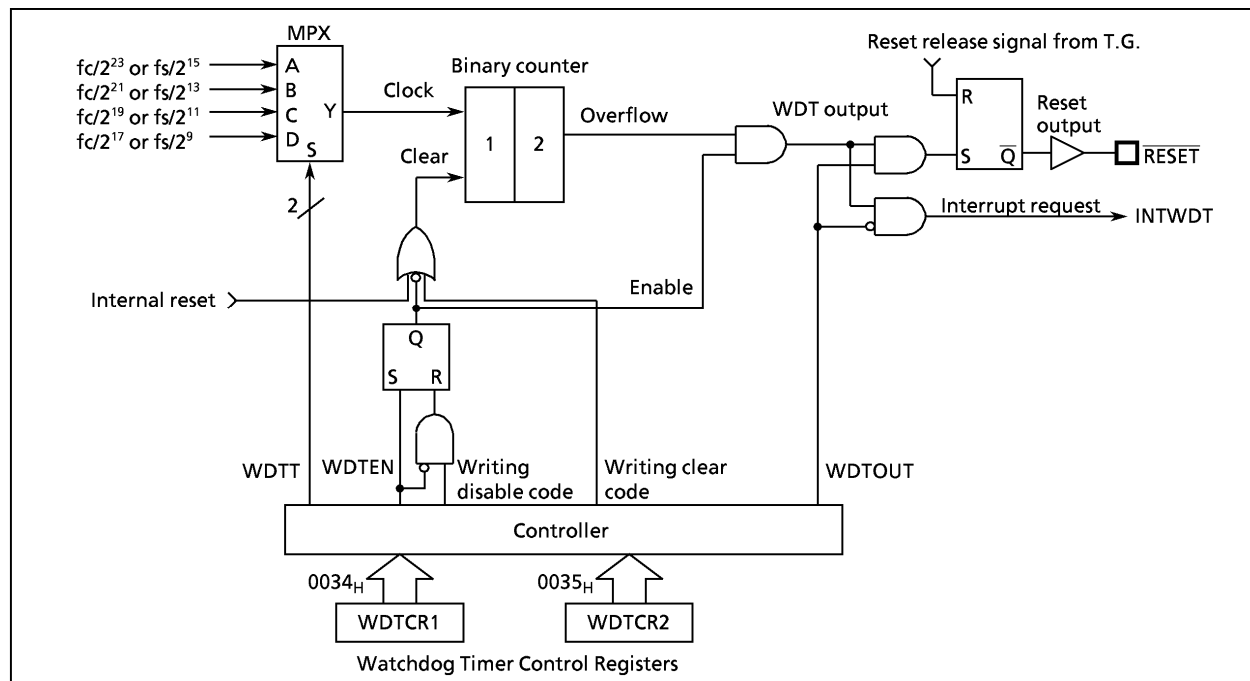 MPX
Reset release signal from T.G.
fc/2²³ or fs/2¹⁵
fc/2²¹ or fs/2¹³
fc/2¹⁹ or fs/2¹¹
fc/2¹⁷ or fs/2⁹
A
B
C
D
S
Y
Clock
Binary counter
1
2
Clear
Overflow
WDT output
R
S
Q̅
Reset
output
R̅E̅S̅E̅T̅
2
Interrupt request
INTWDT
Internal reset
Enable
Q
S
R
WDTT
WDTEN
Writing
disable code
Writing clear
code
WDTOUT
Controller
0034H
0035H
WDTCR1
WDTCR2
Watchdog Timer Control Registers